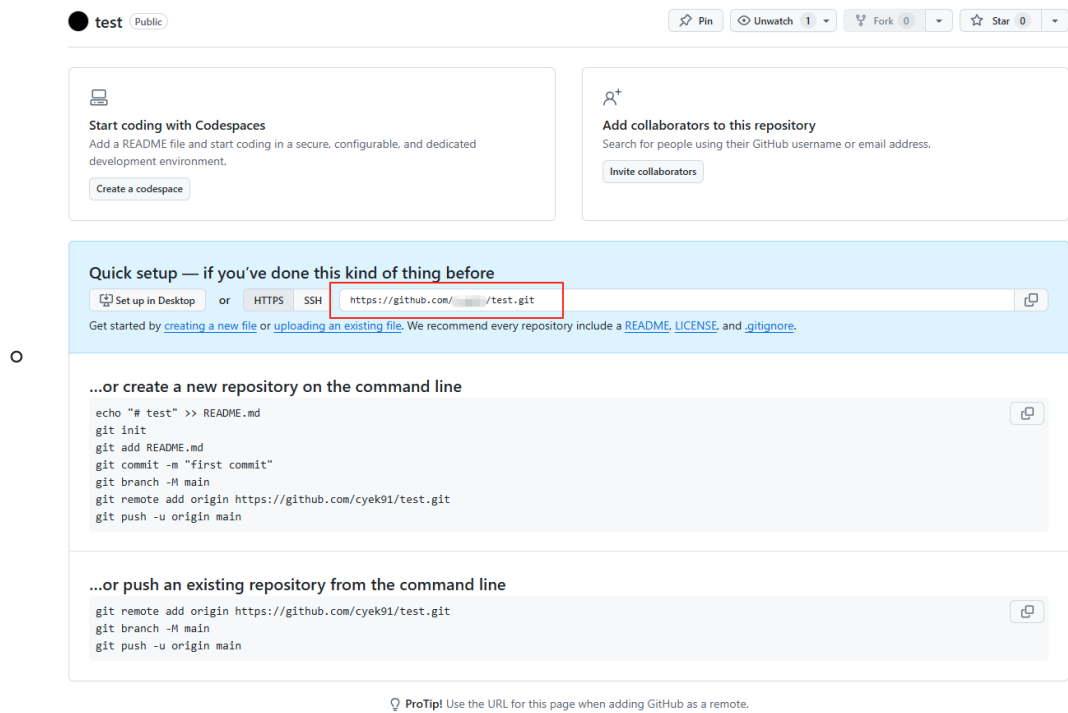 test Public Pin Unwatch 1 Fork 0 Star 0
Start coding with Codespaces
Add a README file and start coding in a secure, configurable, and dedicated
development environment.
Create a codespace
Add collaborators to this repository
Search for people using their GitHub username or email address.
Invite collaborators
Quick setup — if you’ve done this kind of thing before
Set up in Desktop or HTTPS SSH https://github.com/ /test.git
Get started by creating a new file or uploading an existing file. We recommend every repository include a README, LICENSE, and .gitignore.
…or create a new repository on the command line
echo "# test" >> README.md
git init
git add README.md
git commit -m "first commit"
git branch -M main
git remote add origin https://github.com/cyek91/test.git
git push -u origin main
…or push an existing repository from the command line
git remote add origin https://github.com/cyek91/test.git
git branch -M main
git push -u origin main
ProTip! Use the URL for this page when adding GitHub as a remote.